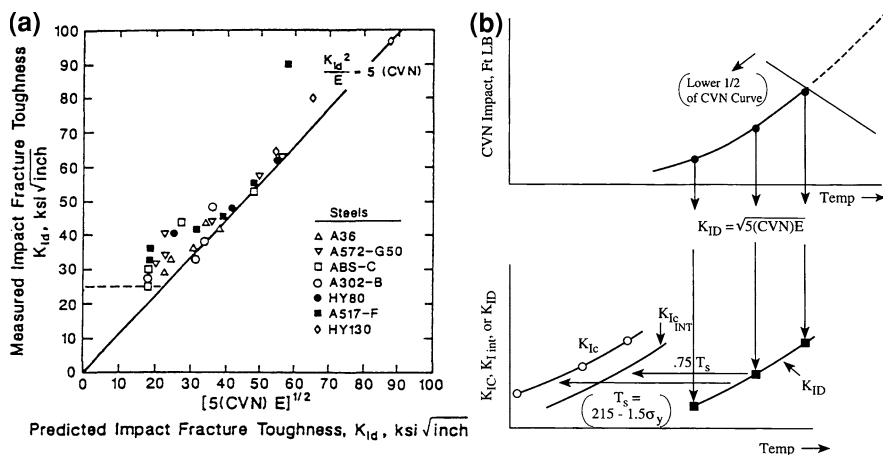 (a)
Measured Impact Fracture Toughness
K_Id, ksi √inch
100
90
80
70
60
50
40
30
20
10
0
K_Id² / E = 5 (CVN)
Steels
△ A36
▽ A572-G50
□ ABS-C
○ A302-B
● HY80
■ A517-F
◇ HY130
0 10 20 30 40 50 60 70 80 90 100
[5(CVN) E]^1/2
Predicted Impact Fracture Toughness, K_Id, ksi √inch
(b)
CVN Impact, Ft LB
(Lower 1/2
of CVN Curve)
Temp
K_ID = √5(CVN)E
K_IC, K_I int, or K_ID
K_Ic
K_Ic INT
.75 T_s
(T_s =
215 - 1.5σ_y)
K_ID
Temp